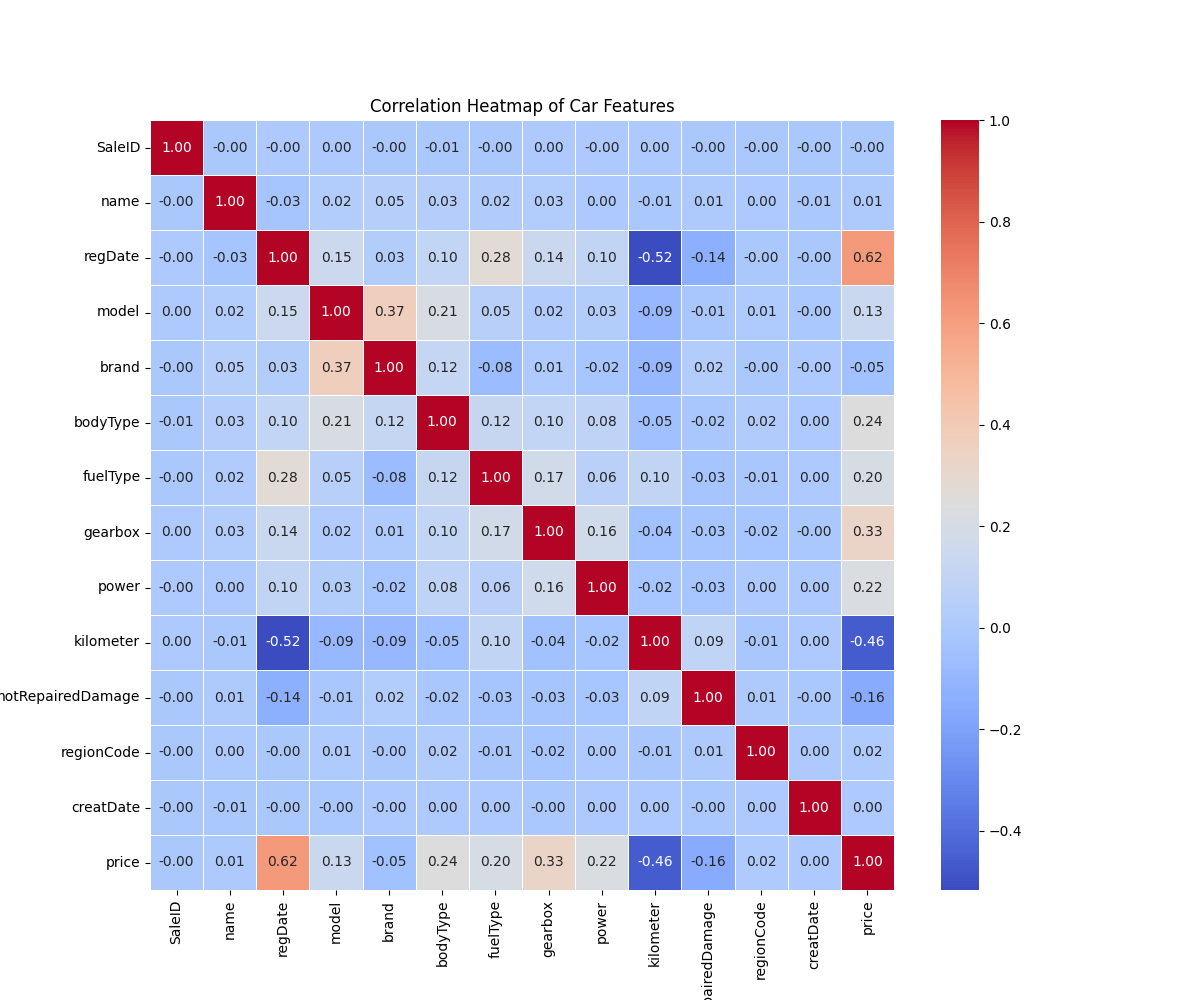 Correlation Heatmap of Car Features
SaleID 1.00 -0.00 -0.00 0.00 -0.00 -0.01 -0.00 0.00 -0.00 0.00 -0.00 -0.00 -0.00 -0.00
name -0.00 1.00 -0.03 0.02 0.05 0.03 0.02 0.03 0.00 -0.01 0.01 0.00 -0.01 0.01
regDate -0.00 -0.03 1.00 0.15 0.03 0.10 0.28 0.14 0.10 -0.52 -0.14 -0.00 -0.00 0.62
model 0.00 0.02 0.15 1.00 0.37 0.21 0.05 0.02 0.03 -0.09 -0.01 0.01 -0.00 0.13
brand -0.00 0.05 0.03 0.37 1.00 0.12 -0.08 0.01 -0.02 -0.09 0.02 -0.00 -0.00 -0.05
bodyType -0.01 0.03 0.10 0.21 0.12 1.00 0.12 0.10 0.08 -0.05 -0.02 0.02 0.00 0.24
fuelType -0.00 0.02 0.28 0.05 -0.08 0.12 1.00 0.17 0.06 0.10 -0.03 -0.01 0.00 0.20
gearbox 0.00 0.03 0.14 0.02 0.01 0.10 0.17 1.00 0.16 -0.04 -0.03 -0.02 -0.00 0.33
power -0.00 0.00 0.10 0.03 -0.02 0.08 0.06 0.16 1.00 -0.02 -0.03 0.00 0.00 0.22
kilometer 0.00 -0.01 -0.52 -0.09 -0.09 -0.05 0.10 -0.04 -0.02 1.00 0.09 -0.01 0.00 -0.46
notRepairedDamage -0.00 0.01 -0.14 -0.01 0.02 -0.02 -0.03 -0.03 -0.03 0.09 1.00 0.01 -0.00 -0.16
regionCode -0.00 0.00 -0.00 0.01 -0.00 0.02 -0.01 -0.02 0.00 -0.01 0.01 1.00 0.00 0.02
creatDate -0.00 -0.01 -0.00 -0.00 -0.00 0.00 0.00 -0.00 0.00 0.00 -0.00 0.00 1.00 0.00
price -0.00 0.01 0.62 0.13 -0.05 0.24 0.20 0.33 0.22 -0.46 -0.16 0.02 0.00 1.00
SaleID name regDate model brand bodyType fuelType gearbox power kilometer pairedDamage regionCode creatDate price
1.0
0.8
0.6
0.4
0.2
0.0
−0.2
−0.4